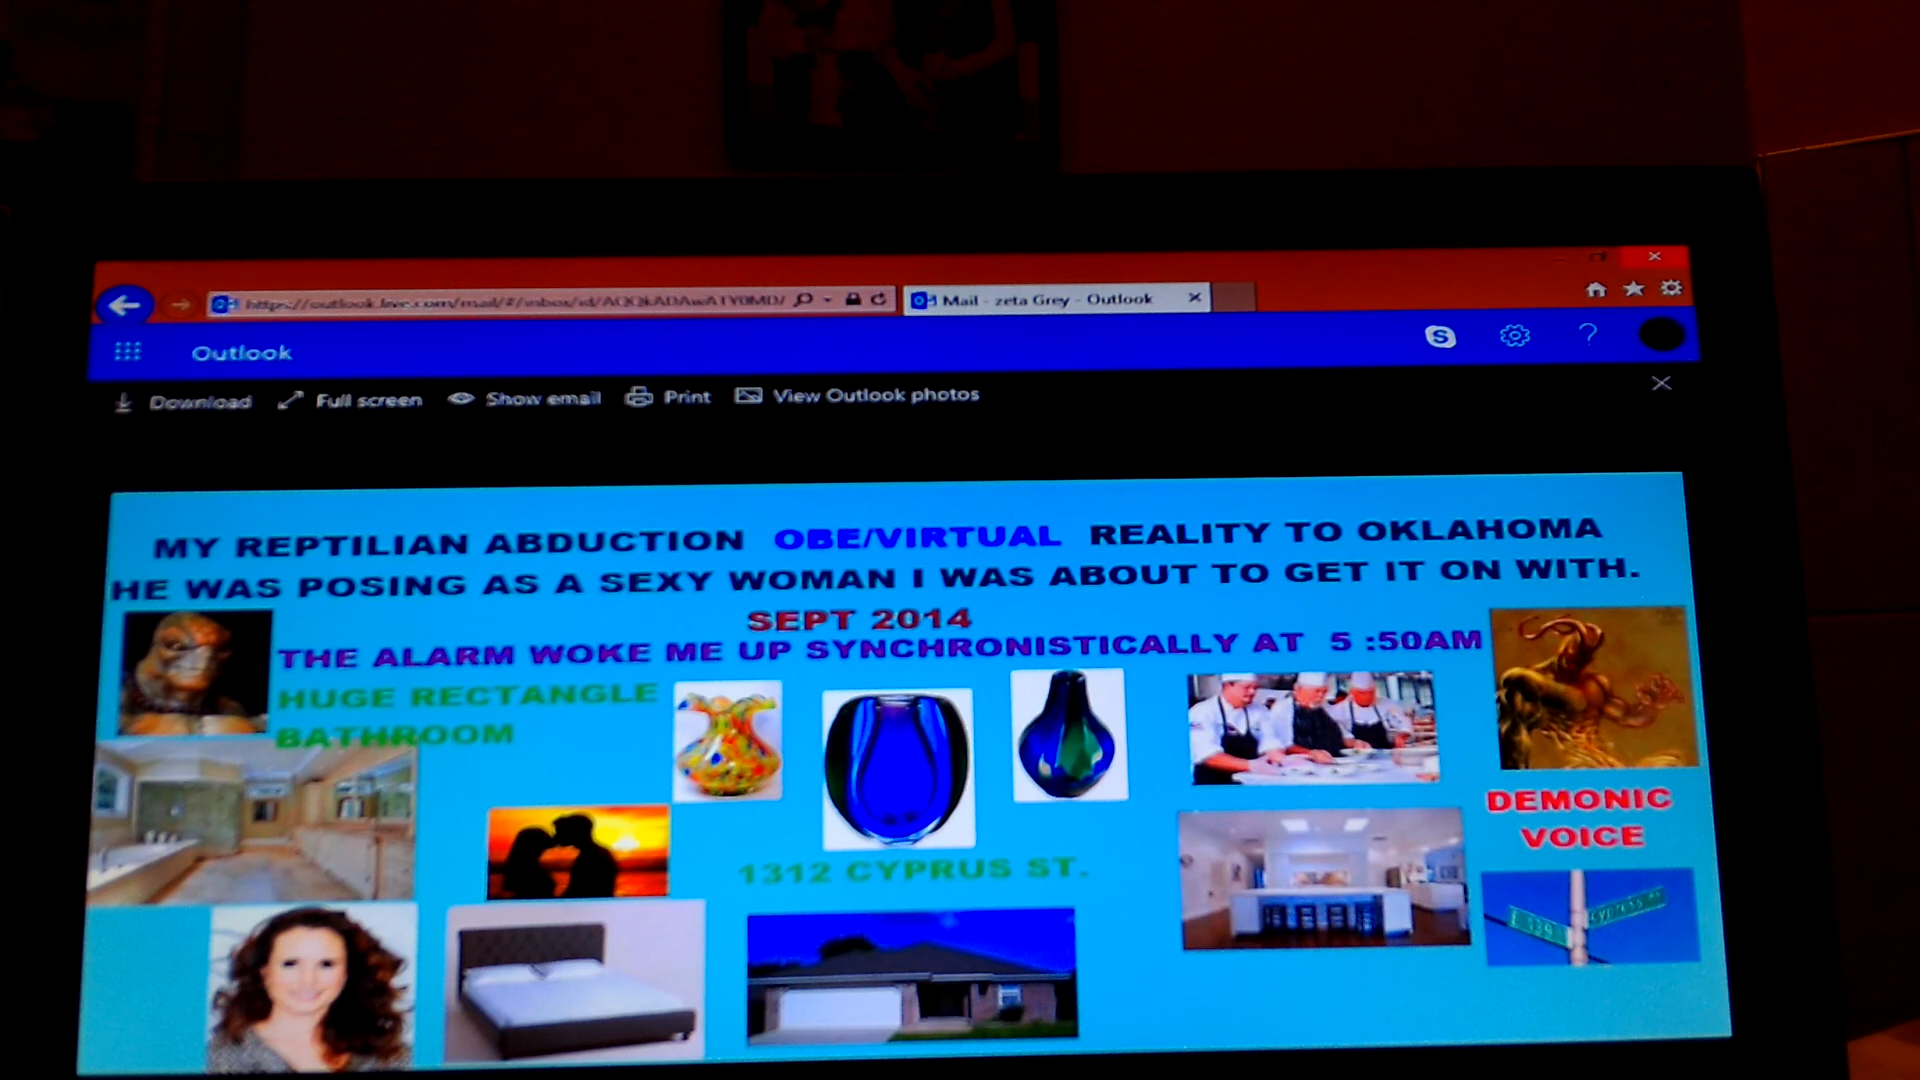 Mail - zeta Grey - Outlook
Outlook
Download Full screen Show email Print View Outlook photos
MY REPTILIAN ABDUCTION OBE/VIRTUAL REALITY TO OKLAHOMA
HE WAS POSING AS A SEXY WOMAN I WAS ABOUT TO GET IT ON WITH.
SEPT 2014
THE ALARM WOKE ME UP SYNCHRONISTICALLY AT 5 :50AM
HUGE RECTANGLE
BATHROOM
DEMONIC
VOICE
1312 CYPRUS ST.
E 139
Cypress